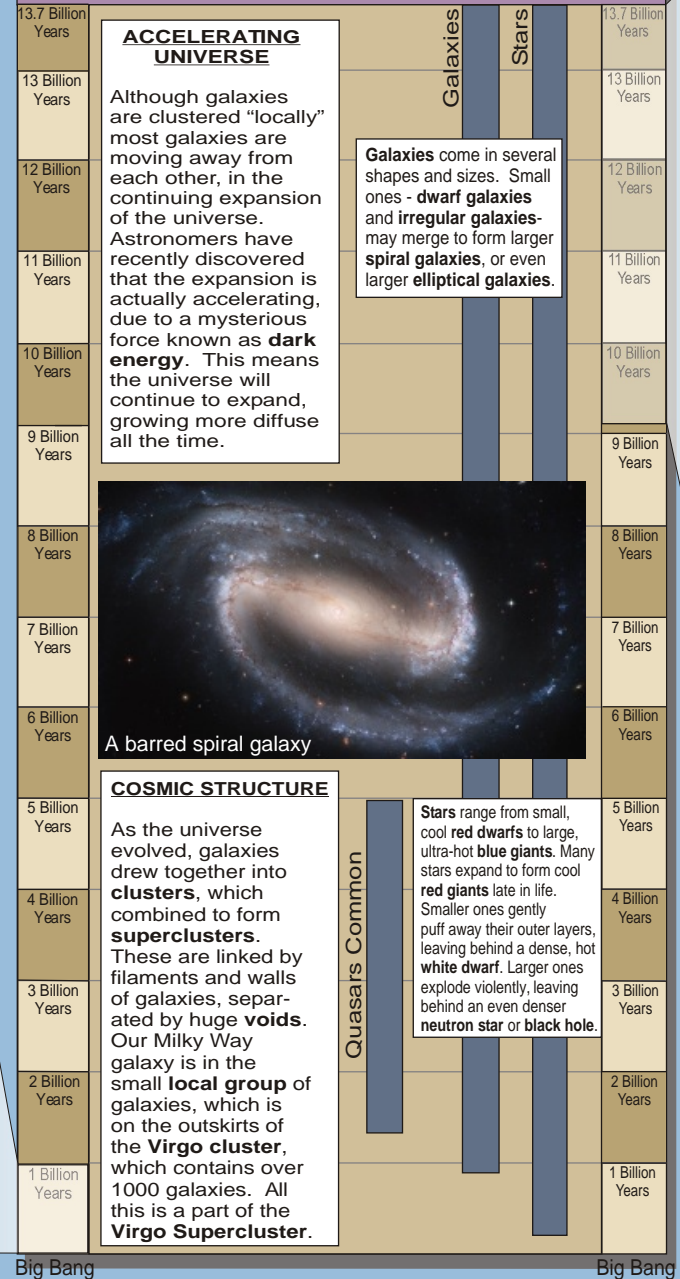 13.7 Billion
Years
13 Billion
Years
12 Billion
Years
11 Billion
Years
10 Billion
Years
9 Billion
Years
8 Billion
Years
7 Billion
Years
6 Billion
Years
5 Billion
Years
4 Billion
Years
3 Billion
Years
2 Billion
Years
1 Billion
Years
Big Bang
ACCELERATING
UNIVERSE
Although galaxies
are clustered “locally”
most galaxies are
moving away from
each other, in the
continuing expansion
of the universe.
Astronomers have
recently discovered
that the expansion is
actually accelerating,
due to a mysterious
force known as dark
energy. This means
the universe will
continue to expand,
growing more diffuse
all the time.
Galaxies
Stars
Galaxies come in several
shapes and sizes. Small
ones - dwarf galaxies
and irregular galaxies-
may merge to form larger
spiral galaxies, or even
larger elliptical galaxies.
A barred spiral galaxy
COSMIC STRUCTURE
As the universe
evolved, galaxies
drew together into
clusters, which
combined to form
superclusters.
These are linked by
filaments and walls
of galaxies, separ-
ated by huge voids.
Our Milky Way
galaxy is in the
small local group of
galaxies, which is
on the outskirts of
the Virgo cluster,
which contains over
1000 galaxies. All
this is a part of the
Virgo Supercluster.
Quasars Common
Stars range from small,
cool red dwarfs to large,
ultra-hot blue giants. Many
stars expand to form cool
red giants late in life.
Smaller ones gently
puff away their outer layers,
leaving behind a dense, hot
white dwarf. Larger ones
explode violently, leaving
behind an even denser
neutron star or black hole.
13.7 Billion
Years
13 Billion
Years
12 Billion
Years
11 Billion
Years
10 Billion
Years
9 Billion
Years
8 Billion
Years
7 Billion
Years
6 Billion
Years
5 Billion
Years
4 Billion
Years
3 Billion
Years
2 Billion
Years
1 Billion
Years
Big Bang